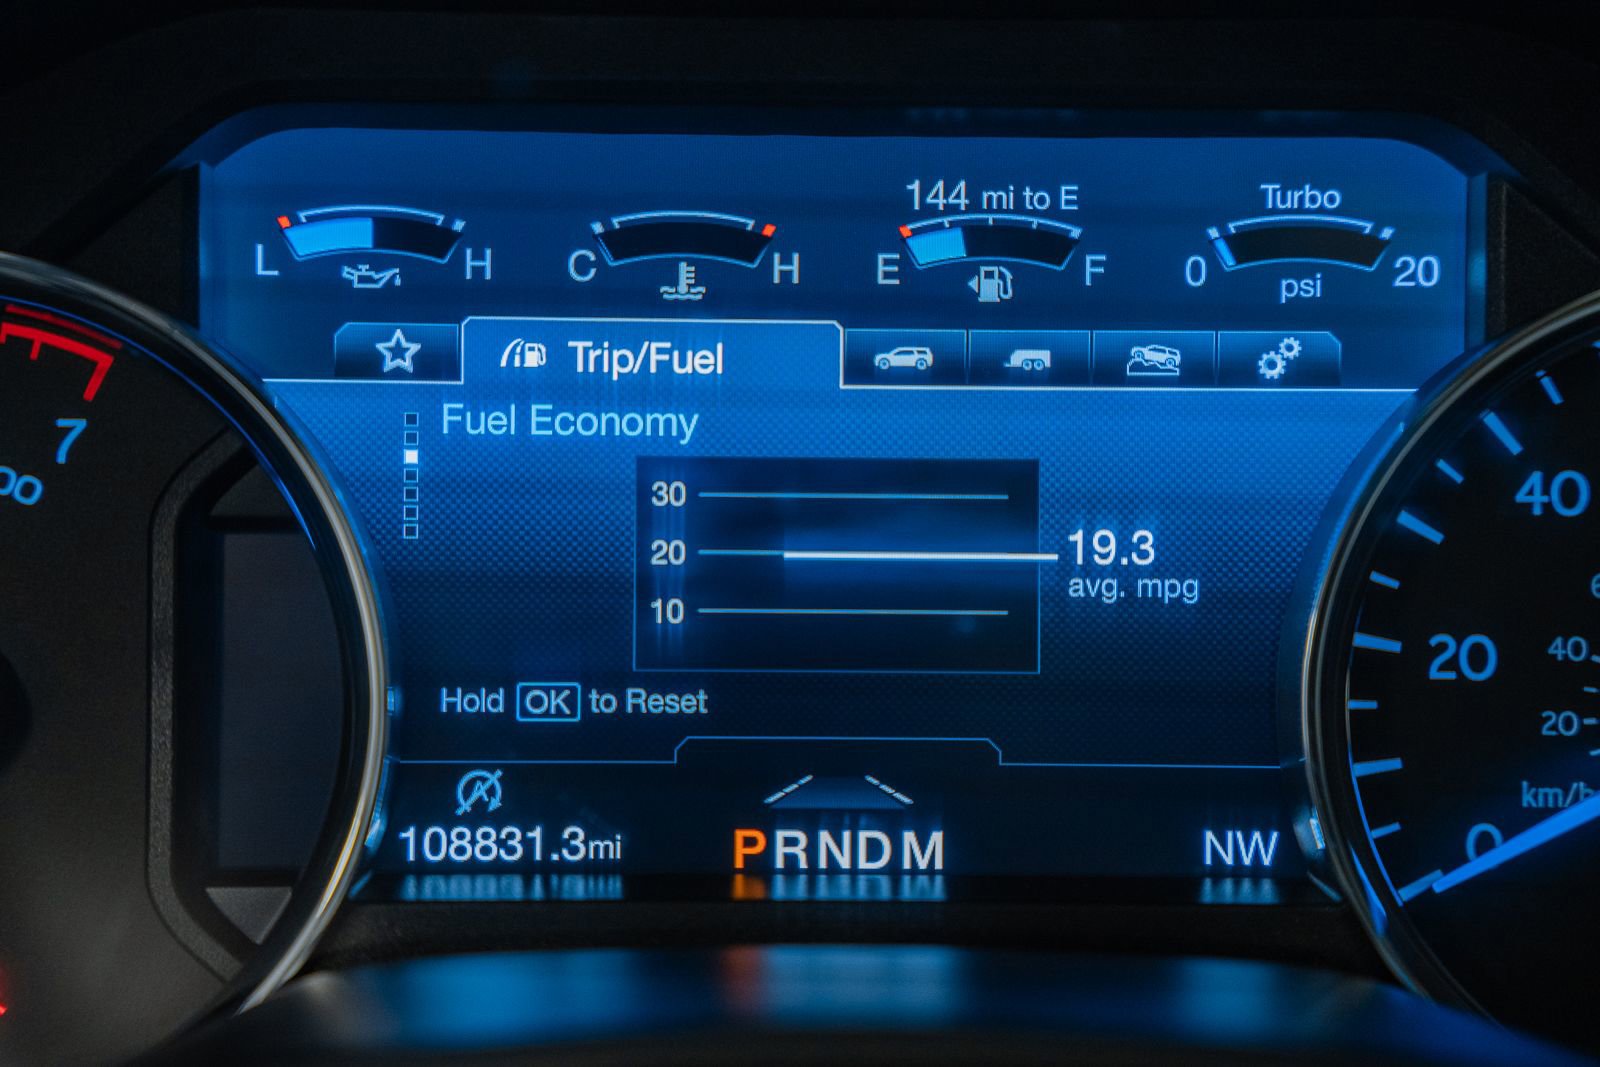 144 mi to E
Turbo
L H
C H
E F
0 20
psi
Trip/Fuel
Fuel Economy
30
20
10
19.3
avg. mpg
Hold OK to Reset
108831.3mi
PRNDM
NW
7
40
20
0
40
20
km/h